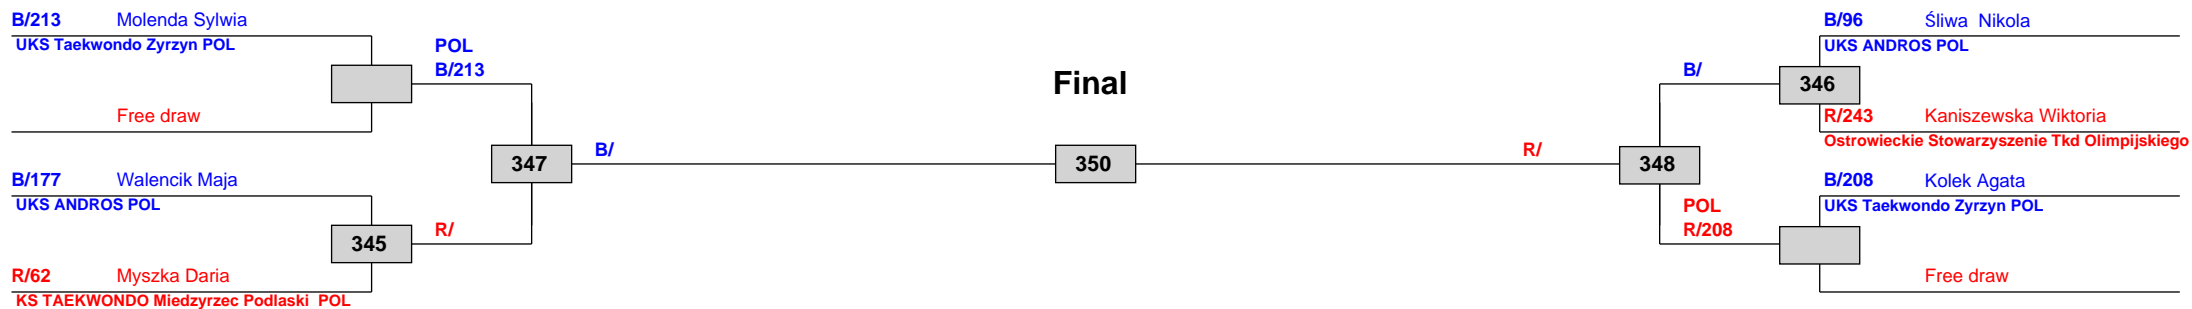 B/213 Molenda Sylwia
UKS Taekwondo Zyrzyn POL
Free draw
B/177 Walencik Maja
UKS ANDROS POL
345
R/62 Myszka Daria
KS TAEKWONDO Miedzyrzec Podlaski POL
POL
B/213
347
R/
B/
Final
350
R/
B/
348
POL
R/208
B/96 Śliwa Nikola
UKS ANDROS POL
346
R/243 Kaniszewska Wiktoria
Ostrowieckie Stowarzyszenie Tkd Olimpijskiego
B/208 Kolek Agata
UKS Taekwondo Zyrzyn POL
Free draw